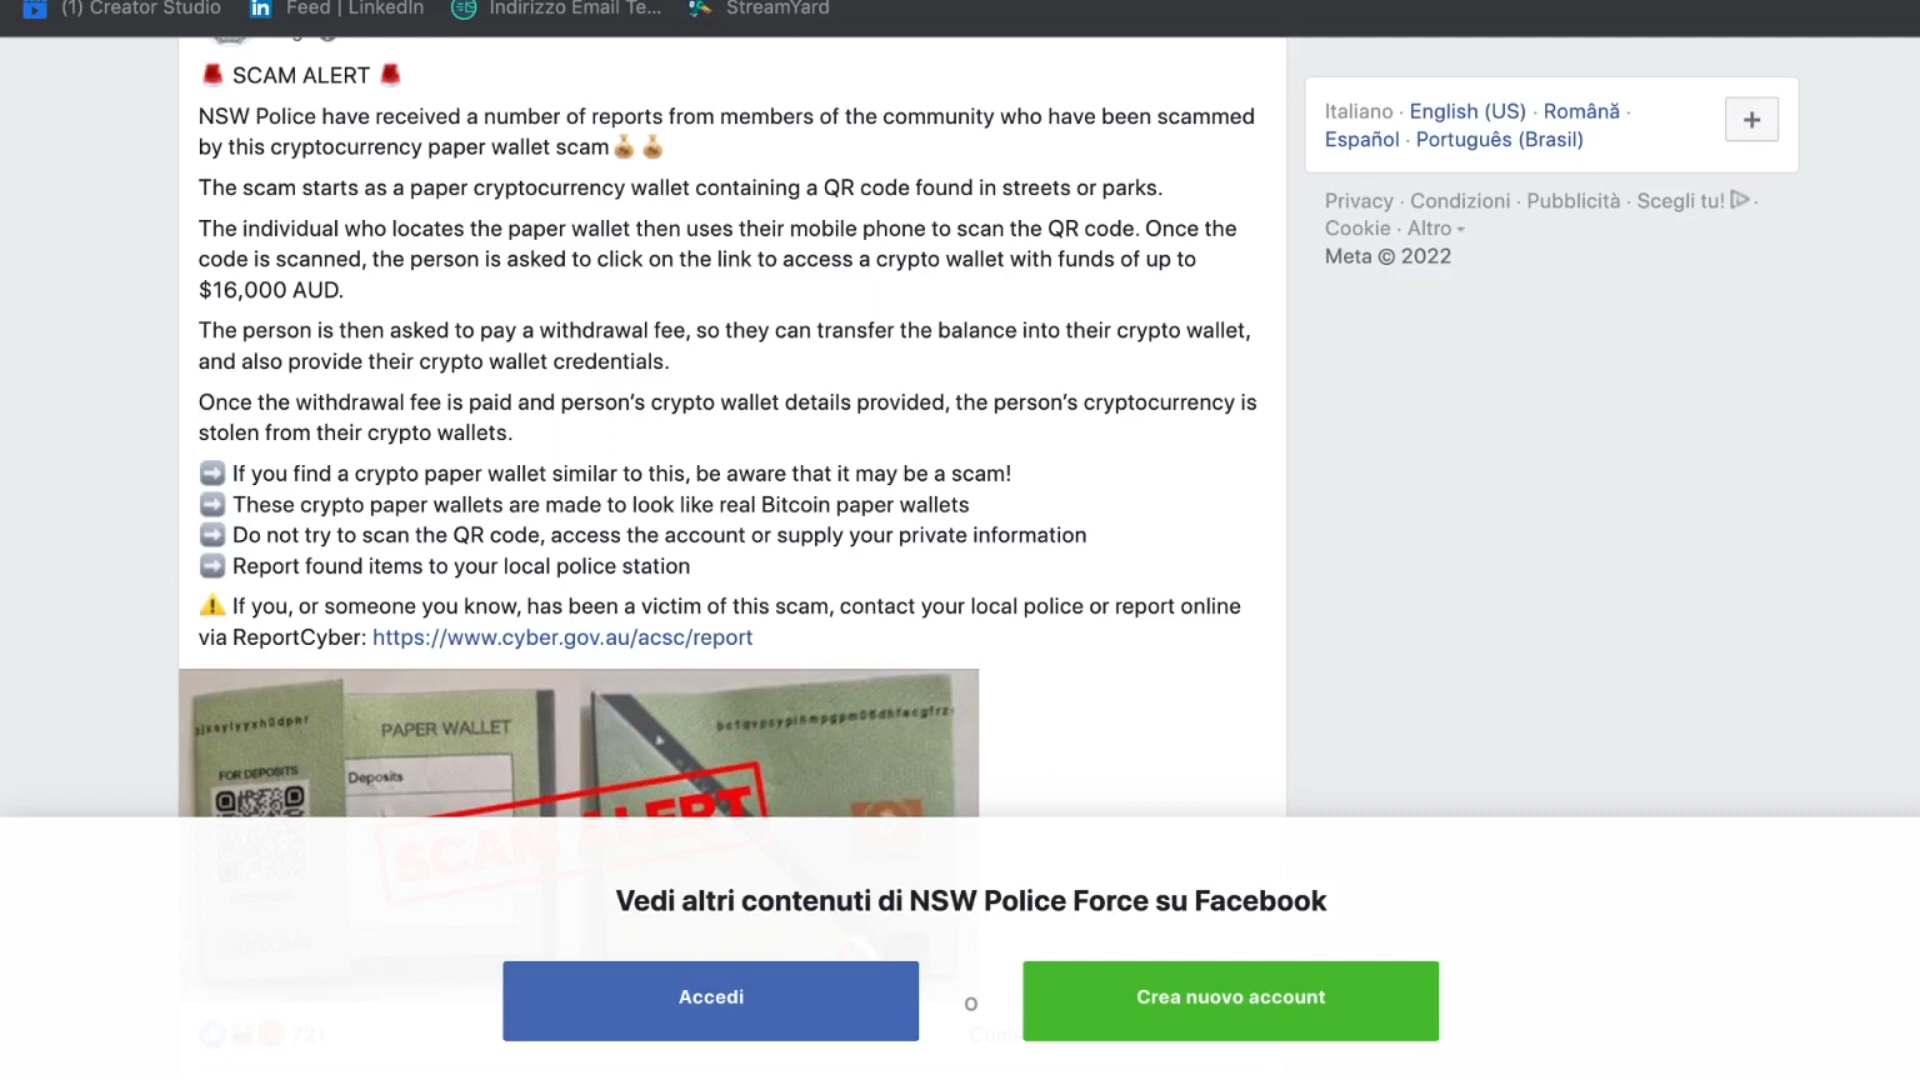 (1) Creator Studio
Feed | LinkedIn
Indirizzo Email Te...
StreamYard
SCAM ALERT
NSW Police have received a number of reports from members of the community who have been scammed
by this cryptocurrency paper wallet scam
The scam starts as a paper cryptocurrency wallet containing a QR code found in streets or parks.
The individual who locates the paper wallet then uses their mobile phone to scan the QR code. Once the
code is scanned, the person is asked to click on the link to access a crypto wallet with funds of up to
$16,000 AUD.
The person is then asked to pay a withdrawal fee, so they can transfer the balance into their crypto wallet,
and also provide their crypto wallet credentials.
Once the withdrawal fee is paid and person’s crypto wallet details provided, the person’s cryptocurrency is
stolen from their crypto wallets.
If you find a crypto paper wallet similar to this, be aware that it may be a scam!
These crypto paper wallets are made to look like real Bitcoin paper wallets
Do not try to scan the QR code, access the account or supply your private information
Report found items to your local police station
If you, or someone you know, has been a victim of this scam, contact your local police or report online
via ReportCyber: https://www.cyber.gov.au/acsc/report
PAPER WALLET
FOR DEPOSITS
Deposits
SCAM ALERT
Italiano · English (US) · Română ·
Español · Português (Brasil)
+
Privacy · Condizioni · Pubblicità · Scegli tu! ·
Cookie · Altro
Meta © 2022
Vedi altri contenuti di NSW Police Force su Facebook
Accedi
o
Crea nuovo account
721